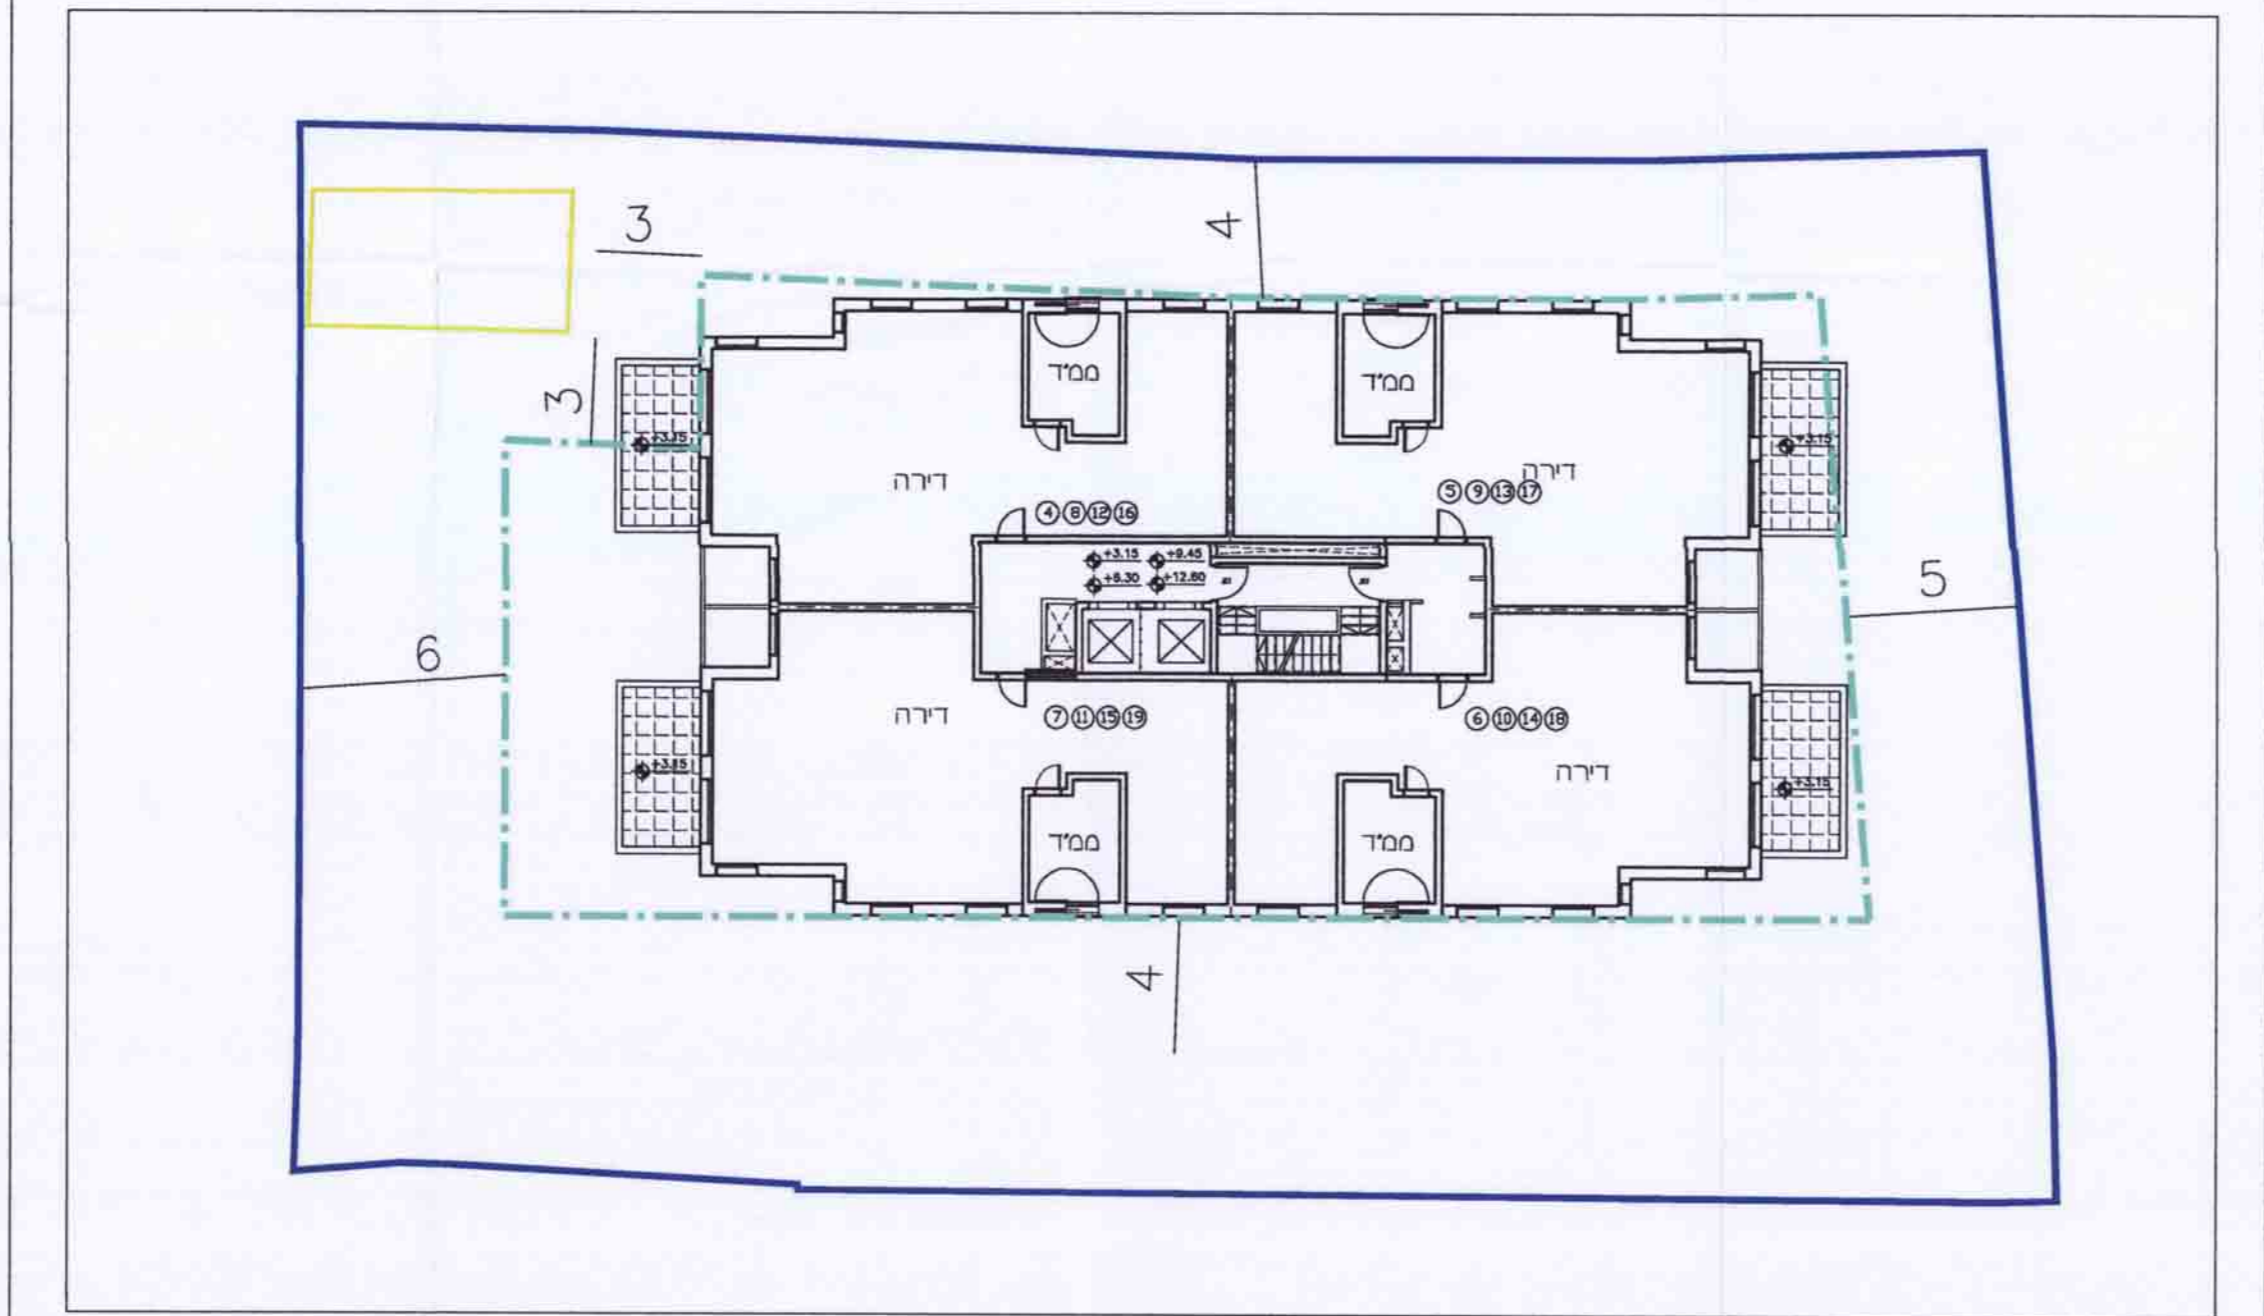 3
4
3
ממ״ד
ממ״ד
+3.15
+3.15
דירה
דירה
④ ⑧ ⑫ ⑯
⑤ ⑨ ⑬ ⑰
+3.15 +9.45
+6.30 +12.60
5
6
דירה
⑦ ⑪ ⑮ ⑲
⑥ ⑩ ⑭ ⑱
דירה
+3.15
+3.15
ממ״ד
ממ״ד
4